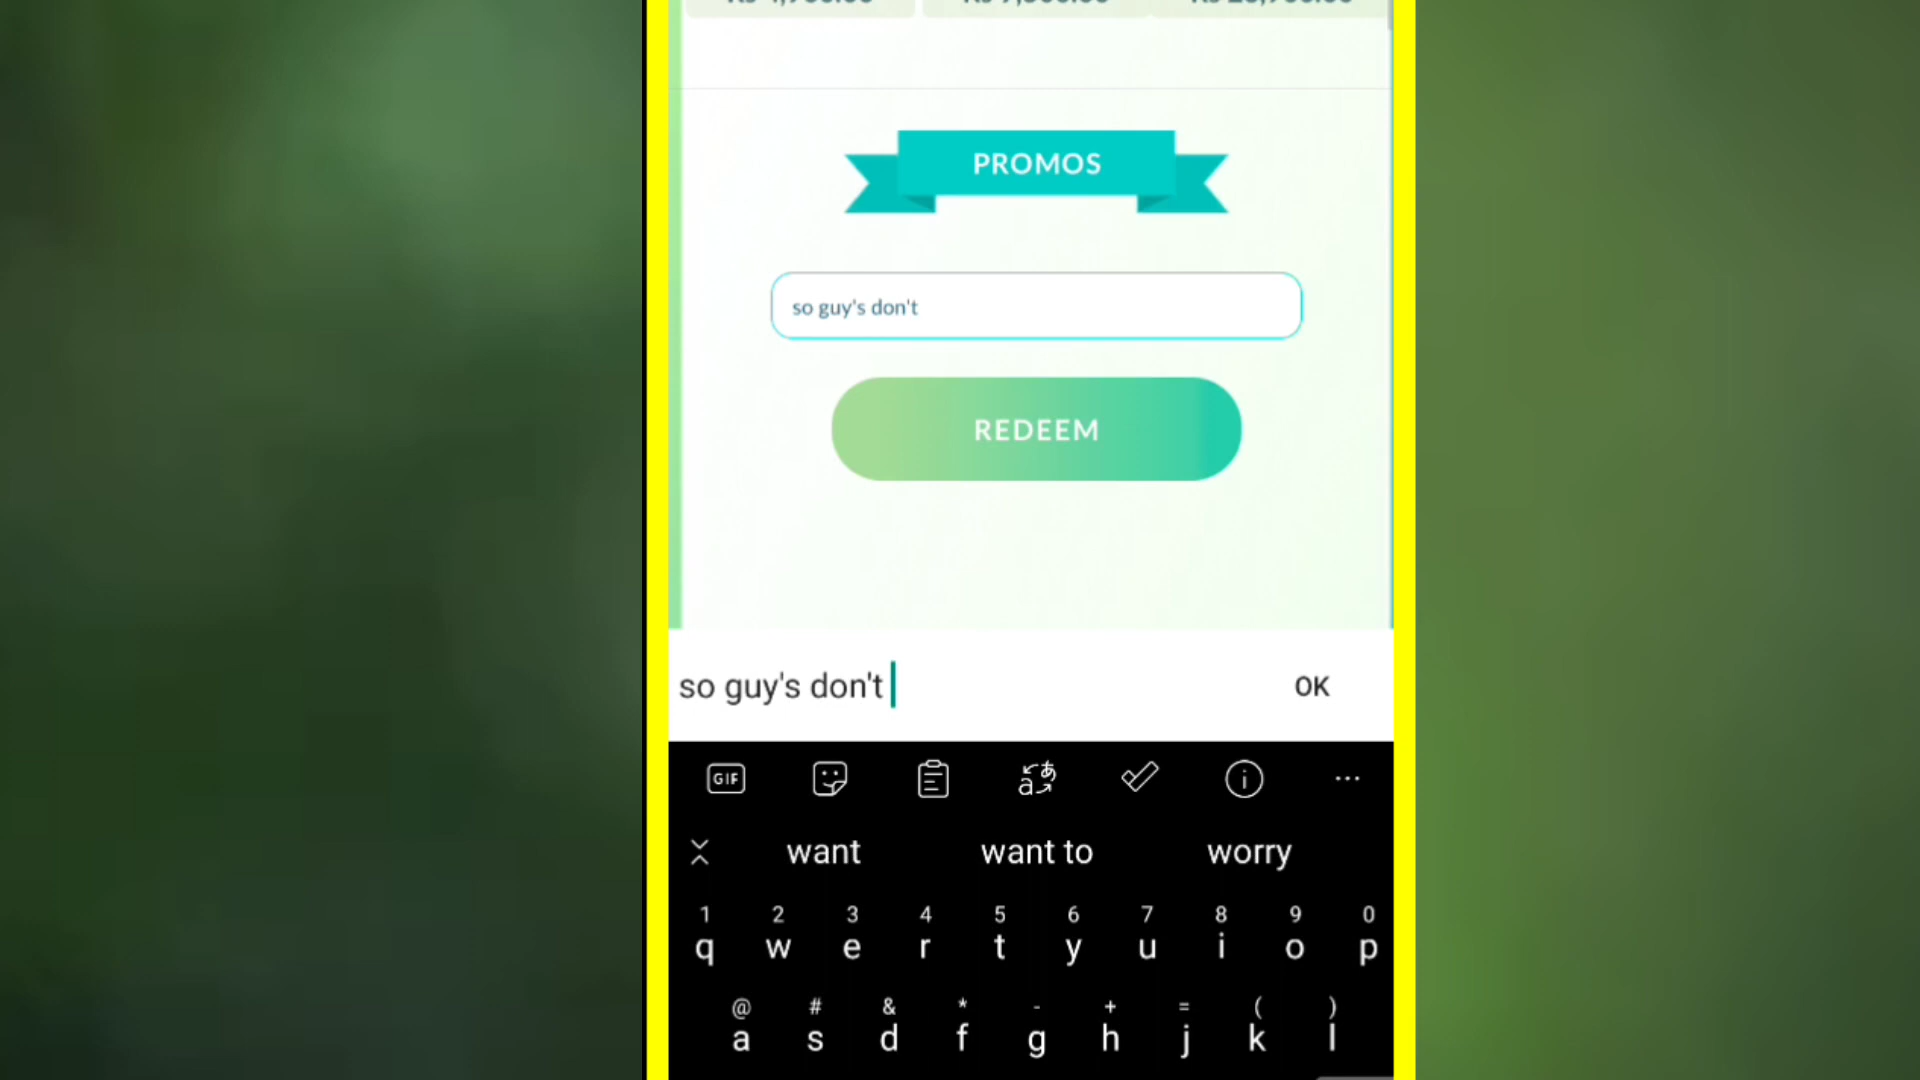 PROMOS
so guy's don't
REDEEM
so guy's don't
OK
GIF
want want to worry
1 2 3 4 5 6 7 8 9 0
q w e r t y u i o p
@ # & * - + = ( )
a s d f g h j k l